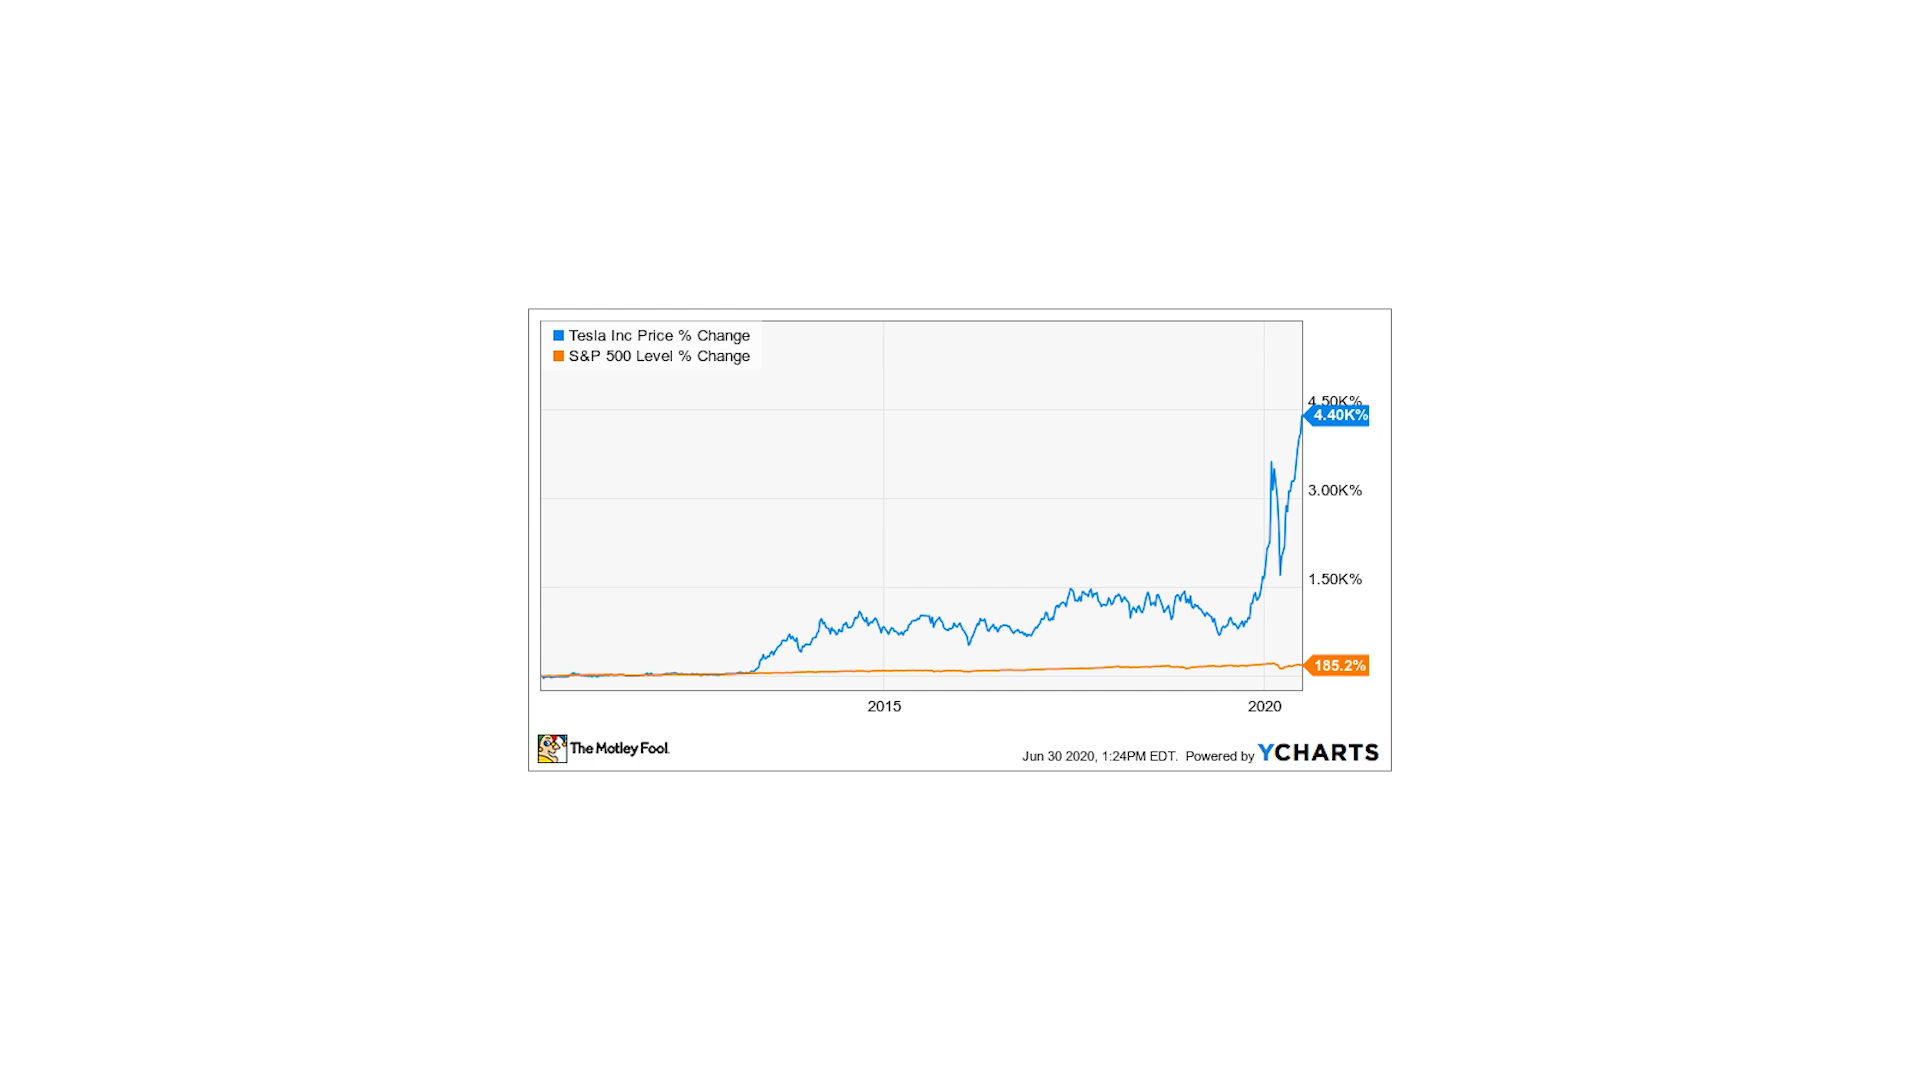 Tesla Inc Price % Change
S&P 500 Level % Change
4.50K%
4.40K%
3.00K%
1.50K%
185.2%
2015 2020
The Motley Fool.
Jun 30 2020, 1:24PM EDT. Powered by YCHARTS